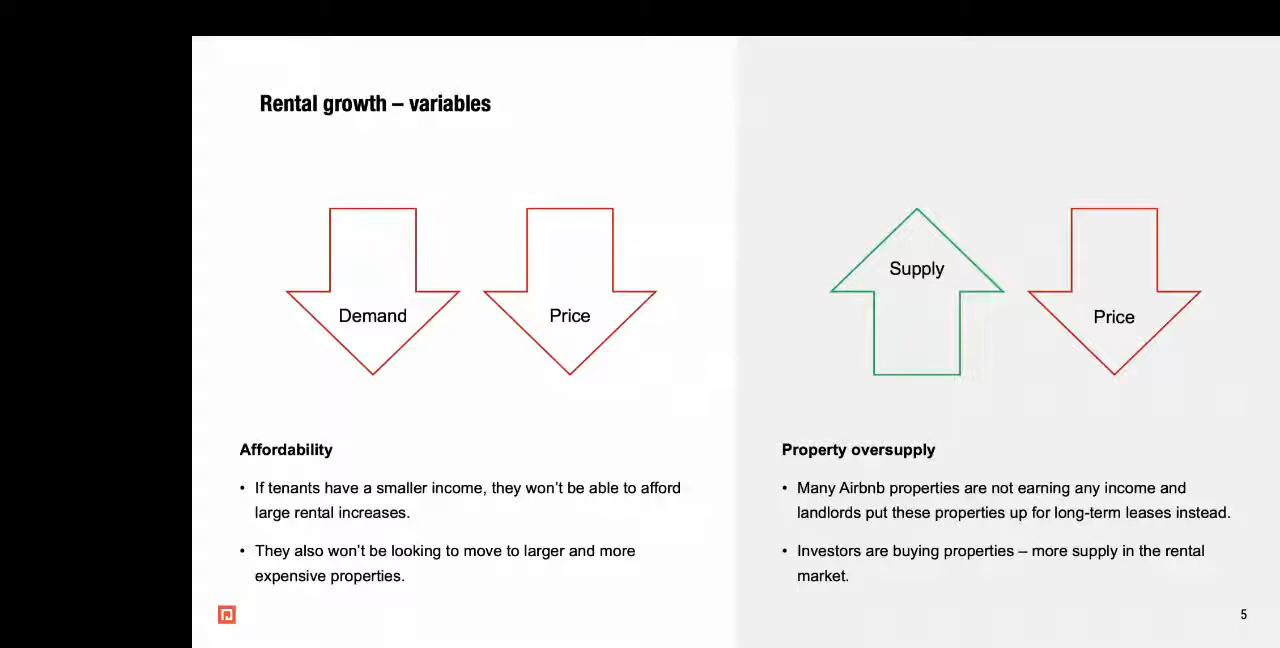 Rental growth – variables
Demand
Price
Supply
Price
Affordability
• If tenants have a smaller income, they won’t be able to afford
large rental increases.
• They also won’t be looking to move to larger and more
expensive properties.
Property oversupply
• Many Airbnb properties are not earning any income and
landlords put these properties up for long-term leases instead.
• Investors are buying properties – more supply in the rental
market.
5